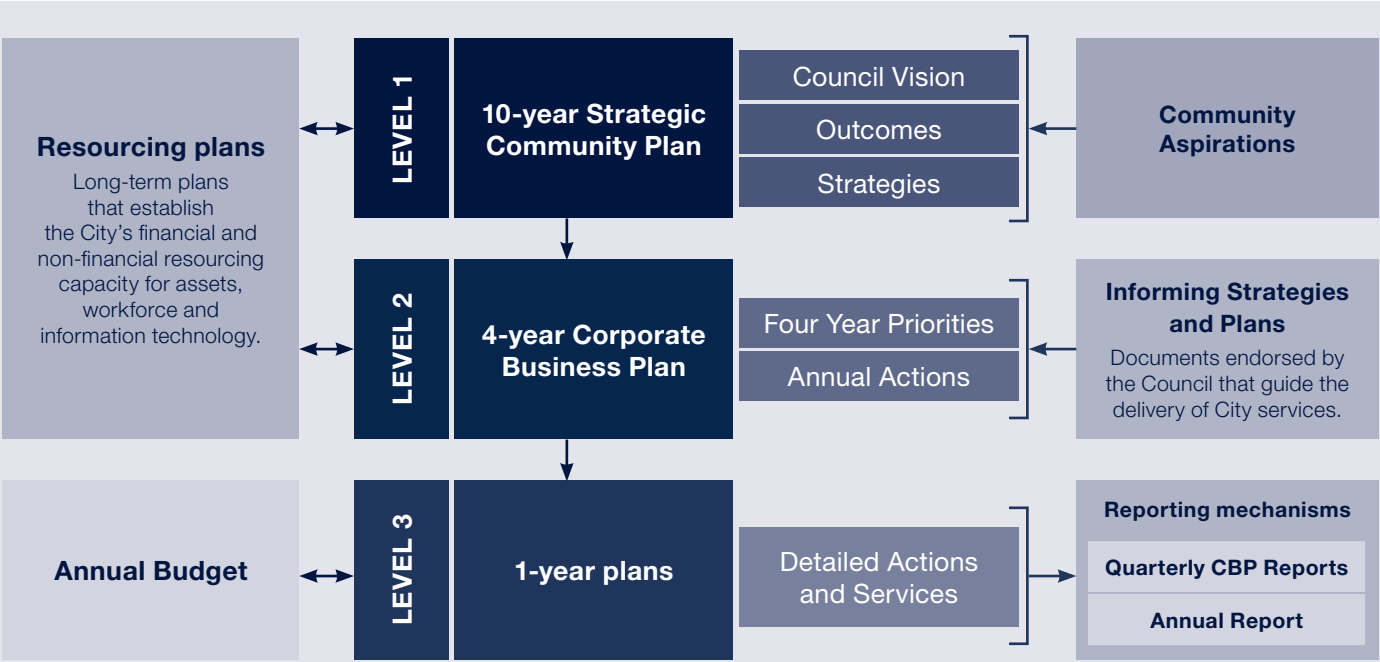 Resourcing plans
Long-term plans
that establish
the City’s financial and
non-financial resourcing
capacity for assets,
workforce and
information technology.
LEVEL 1
10-year Strategic
Community Plan
Council Vision
Outcomes
Strategies
Community
Aspirations
LEVEL 2
4-year Corporate
Business Plan
Four Year Priorities
Annual Actions
Informing Strategies
and Plans
Documents endorsed by
the Council that guide the
delivery of City services.
Annual Budget
LEVEL 3
1-year plans
Detailed Actions
and Services
Reporting mechanisms
Quarterly CBP Reports
Annual Report